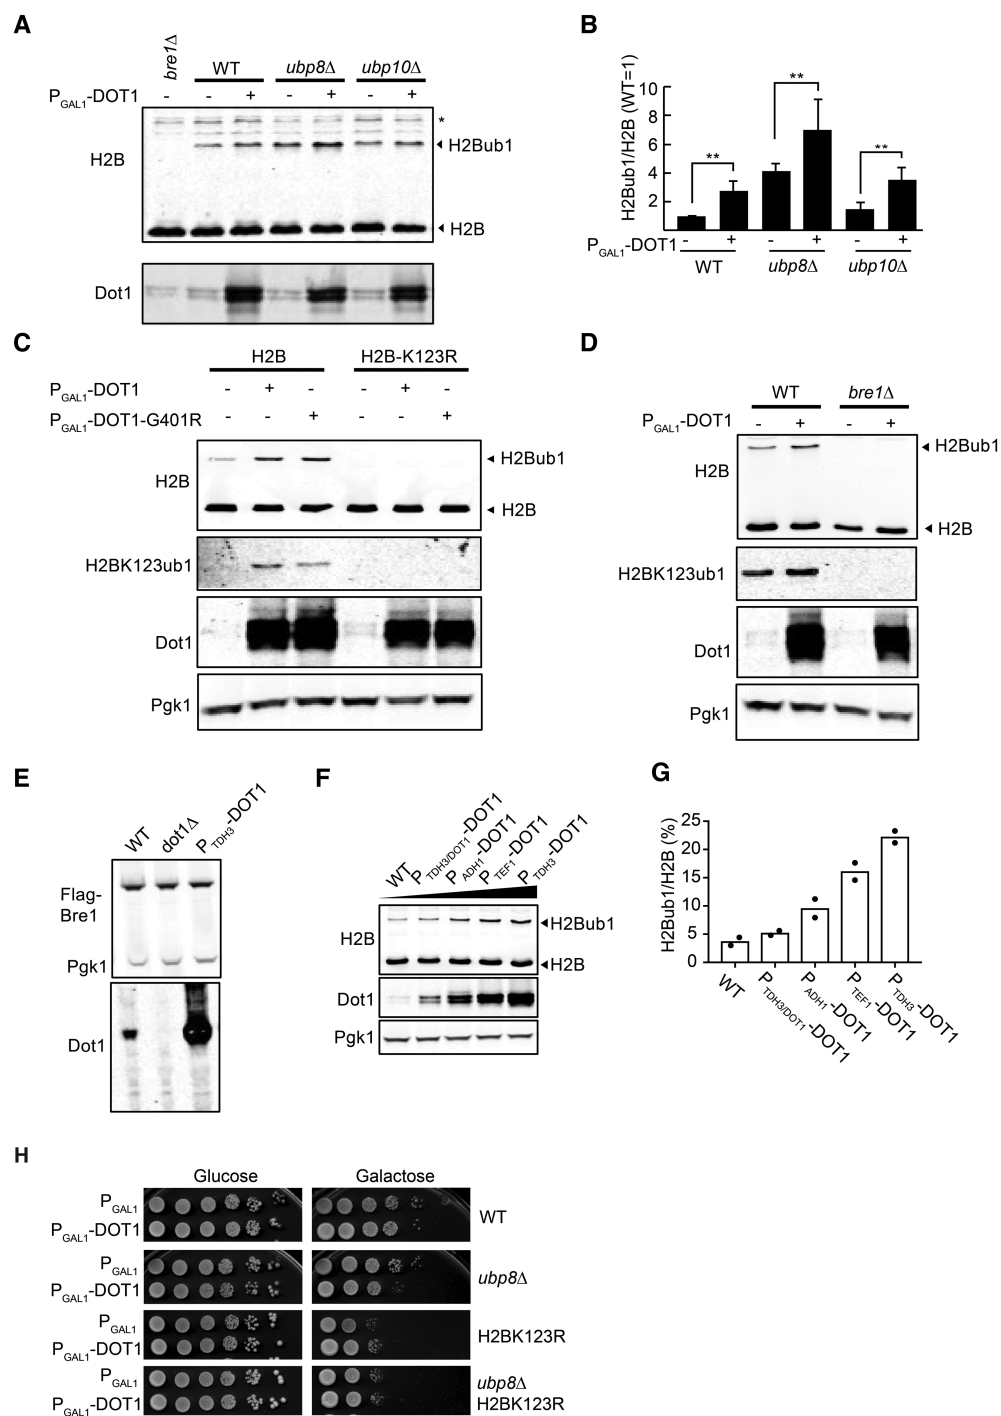 A
bre1Δ
WT
ubp8Δ
ubp10Δ
PGAL1-DOT1
- - + - + - +
*
H2B
H2Bub1
H2B
Dot1
B
H2Bub1/H2B (WT=1)
10
8
6
4
2
**
**
**
PGAL1-DOT1
- + - + - +
WT
ubp8Δ
ubp10Δ
C
H2B
H2B-K123R
PGAL1-DOT1
- + - - + -
PGAL1-DOT1-G401R
- - + - - +
H2B
H2Bub1
H2B
H2BK123ub1
Dot1
Pgk1
D
WT
bre1Δ
PGAL1-DOT1
- + - +
H2B
H2Bub1
H2B
H2BK123ub1
Dot1
Pgk1
E
WT
dot1Δ
PTDH3-DOT1
Flag-
Bre1
Pgk1
Dot1
F
WT
PTDH3/DOT1-DOT1
PADH1-DOT1
PTEF1-DOT1
PTDH3-DOT1
H2B
H2Bub1
H2B
Dot1
Pgk1
G
H2Bub1/H2B (%)
25
20
15
10
5
0
WT
PTDH3/DOT1-DOT1
PADH1-DOT1
PTEF1-DOT1
PTDH3-DOT1
H
Glucose
Galactose
PGAL1
PGAL1-DOT1
WT
PGAL1
PGAL1-DOT1
ubp8Δ
PGAL1
PGAL1-DOT1
H2BK123R
PGAL1
PGAL1-DOT1
ubp8Δ
H2BK123R